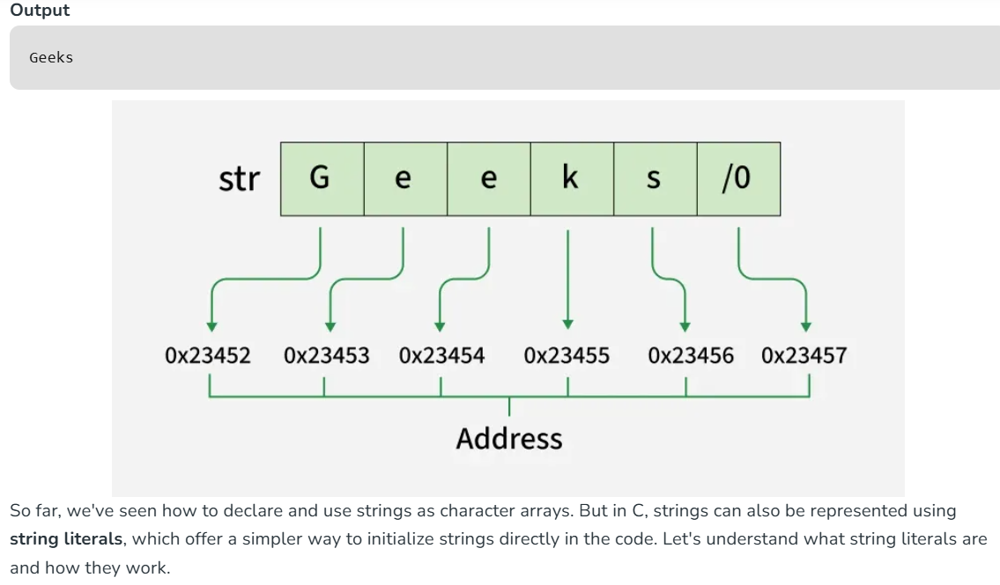 Output
Geeks
str G e e k s /0
0x23452 0x23453 0x23454 0x23455 0x23456 0x23457
Address
So far, we've seen how to declare and use strings as character arrays. But in C, strings can also be represented using
string literals, which offer a simpler way to initialize strings directly in the code. Let's understand what string literals are
and how they work.